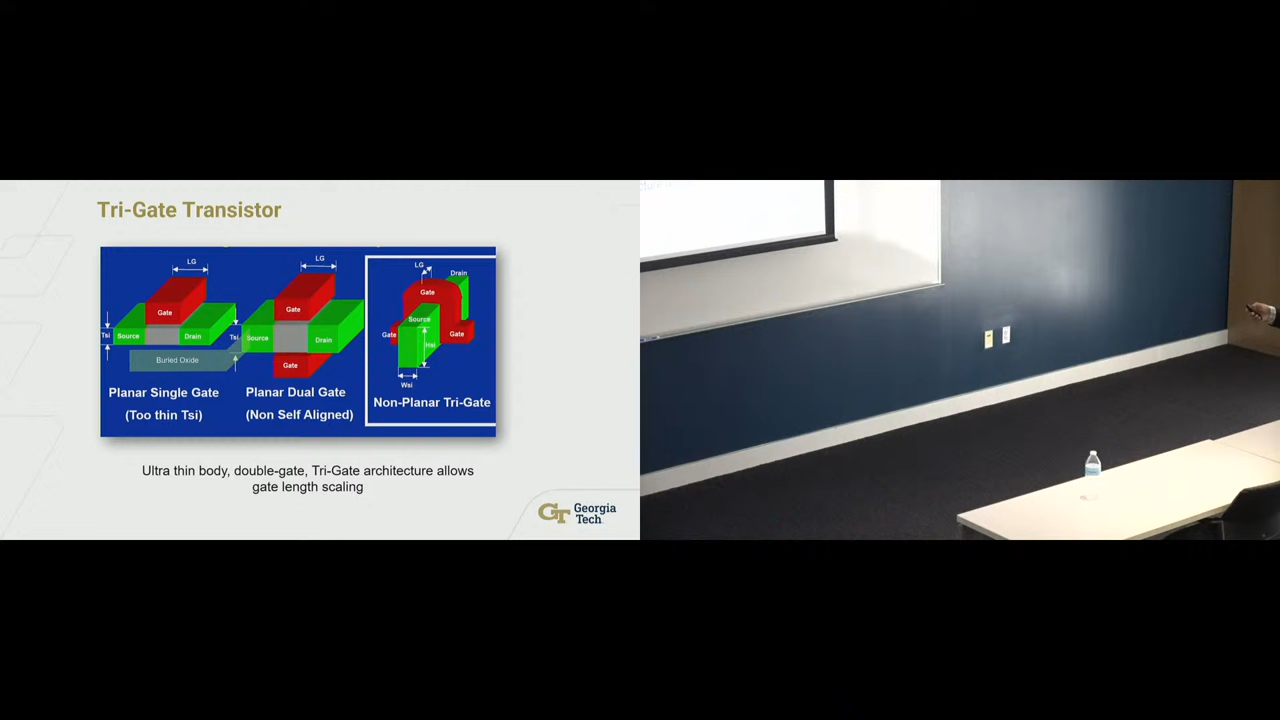 Tri-Gate Transistor
LG
Gate
Tsi
Source
Drain
Buried Oxide
Planar Single Gate
(Too thin Tsi)
LG
Gate
Tsi
Source
Drain
Gate
Planar Dual Gate
(Non Self Aligned)
LG
Drain
Gate
Source
Gate
Gate
Hsi
Wsi
Non-Planar Tri-Gate
Ultra thin body, double-gate, Tri-Gate architecture allows
gate length scaling
GT Georgia
Tech